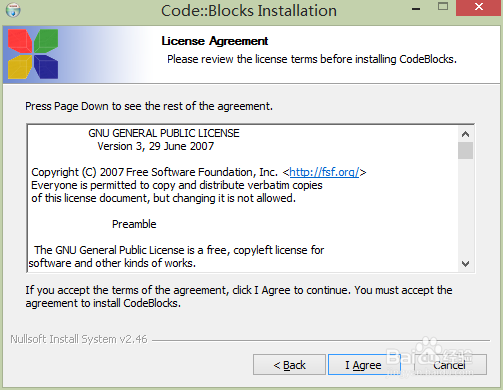 Code::Blocks Installation
License Agreement
Please review the license terms before installing CodeBlocks.
Press Page Down to see the rest of the agreement.
GNU GENERAL PUBLIC LICENSE
Version 3, 29 June 2007
Copyright (C) 2007 Free Software Foundation, Inc. <http://fsf.org/>
Everyone is permitted to copy and distribute verbatim copies
of this license document, but changing it is not allowed.
Preamble
The GNU General Public License is a free, copyleft license for
software and other kinds of works.
If you accept the terms of the agreement, click I Agree to continue. You must accept the
agreement to install CodeBlocks.
Nullsoft Install System v2.46
< Back
I Agree
Cancel